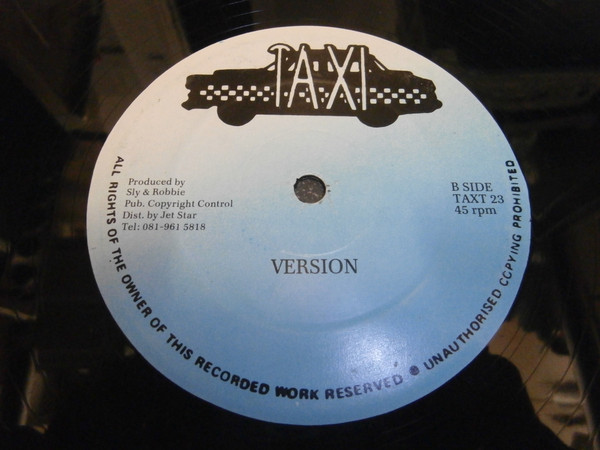 TAXI
Produced by
Sly & Robbie
Pub. Copyright Control
Dist. by Jet Star
Tel: 081-961 5818
B SIDE
TAXT 23
45 rpm
VERSION
ALL RIGHTS OF THE OWNER OF THIS RECORDED WORK RESERVED ● UNAUTHORISED COPYING PROHIBITED